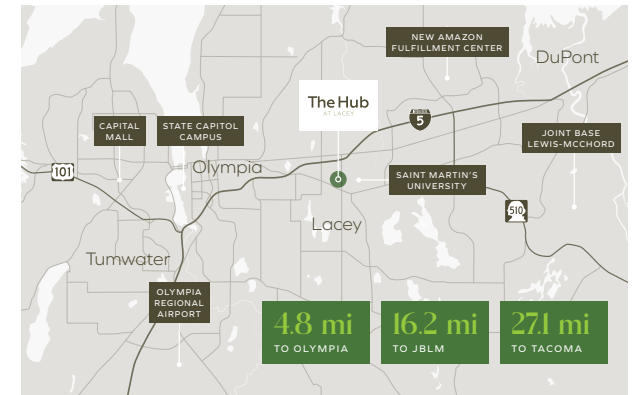 NEW AMAZON
FULFILLMENT CENTER
DuPont
The Hub
AT LACEY
5
CAPITAL
MALL
STATE CAPITOL
CAMPUS
JOINT BASE
LEWIS-MCCHORD
101
Olympia
SAINT MARTIN'S
UNIVERSITY
510
Lacey
Tumwater
OLYMPIA
REGIONAL
AIRPORT
4.8 mi
TO OLYMPIA
16.2 mi
TO JBLM
27.1 mi
TO TACOMA